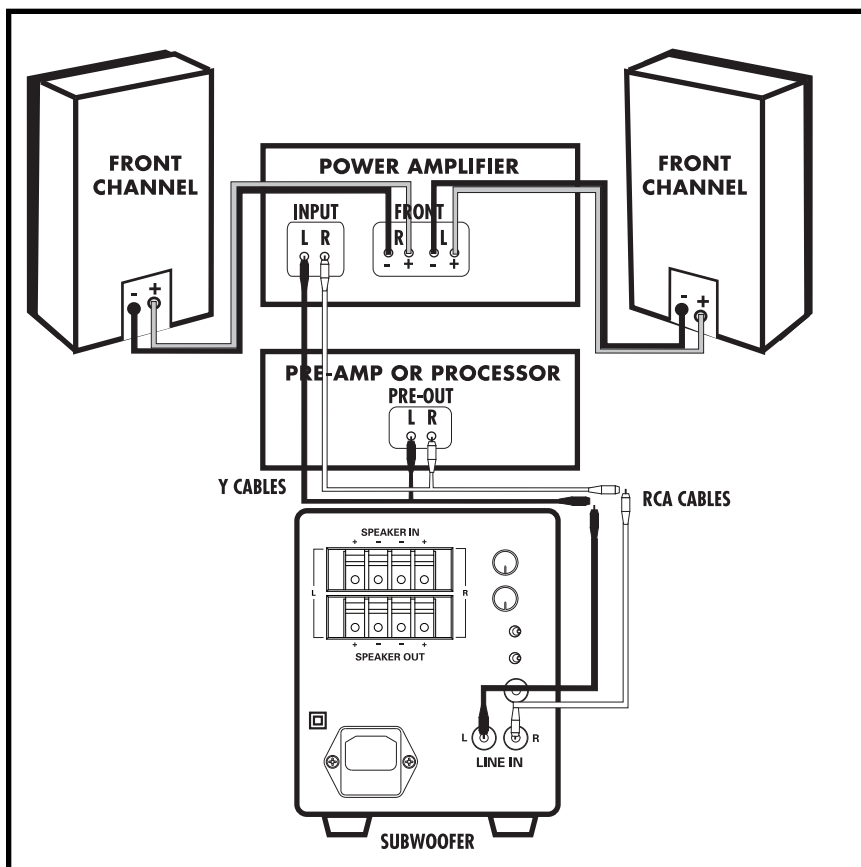 FRONT
CHANNEL
FRONT
CHANNEL
POWER AMPLIFIER
INPUT
L R
FRONT
R L
- + - +
- +
- +
PRE-AMP OR PROCESSOR
PRE-OUT
L R
Y CABLES
RCA CABLES
SPEAKER IN
+ - - +
L
R
+ - - +
SPEAKER OUT
L
R
LINE IN
SUBWOOFER